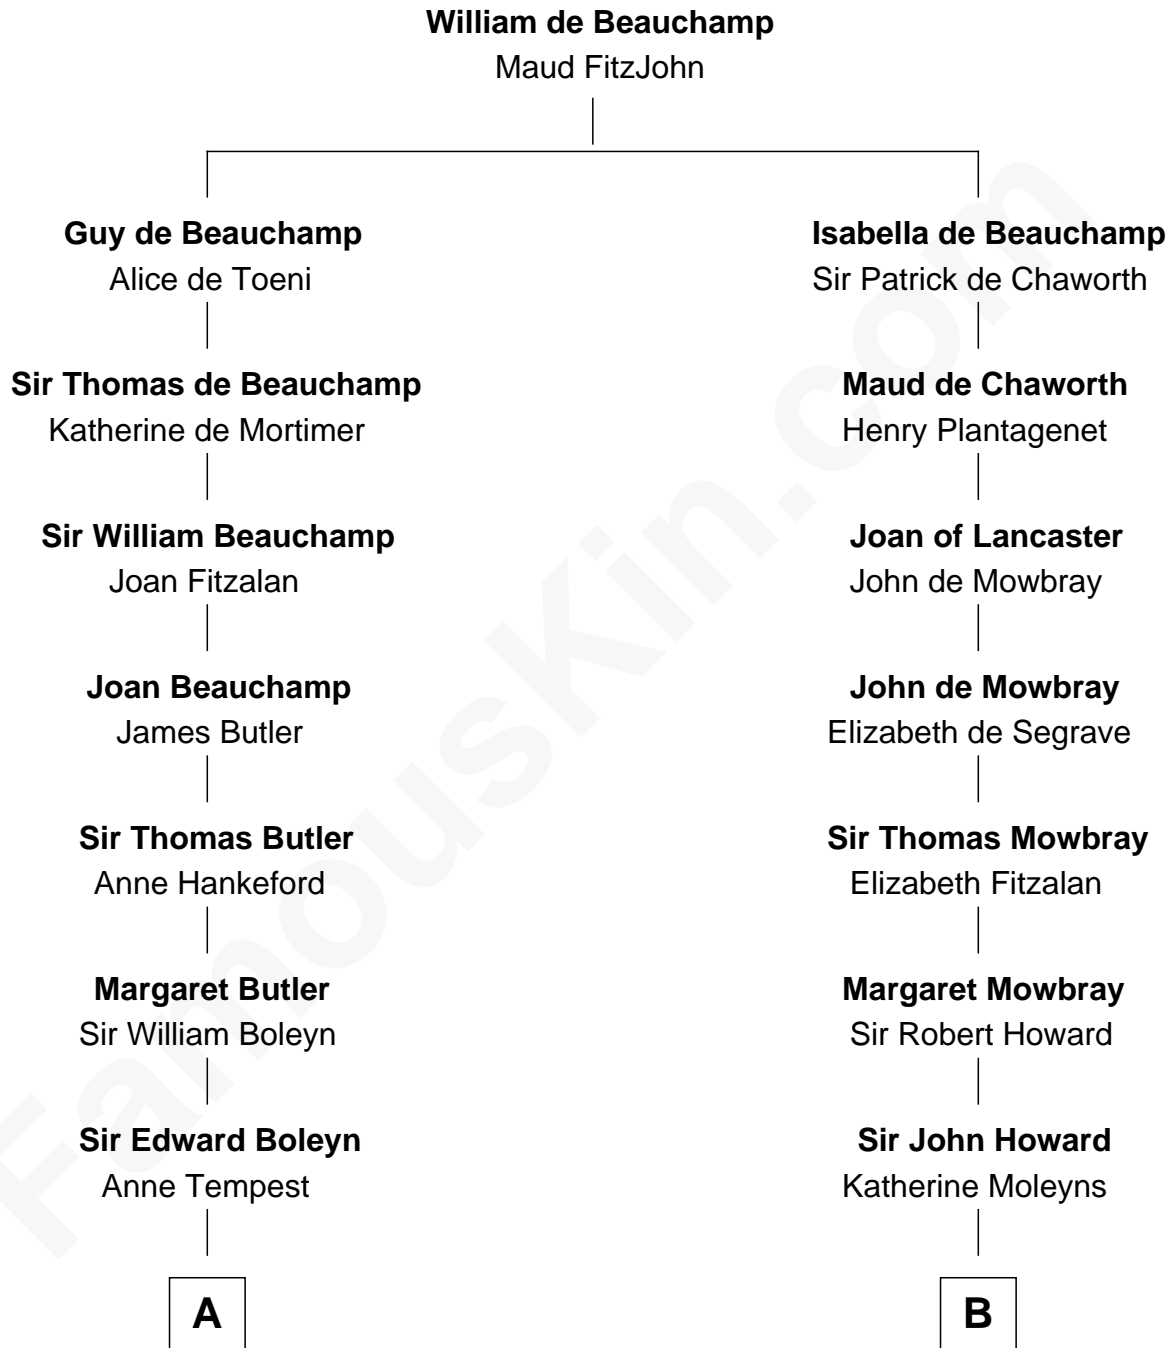 William de Beauchamp
Maud FitzJohn
Guy de Beauchamp
Alice de Toeni
Isabella de Beauchamp
Sir Patrick de Chaworth
Sir Thomas de Beauchamp
Katherine de Mortimer
Maud de Chaworth
Henry Plantagenet
Sir William Beauchamp
Joan Fitzalan
Joan of Lancaster
John de Mowbray
Joan Beauchamp
James Butler
John de Mowbray
Elizabeth de Segrave
Sir Thomas Butler
Anne Hankeford
Sir Thomas Mowbray
Elizabeth Fitzalan
Margaret Butler
Sir William Boleyn
Margaret Mowbray
Sir Robert Howard
Sir Edward Boleyn
Anne Tempest
Sir John Howard
Katherine Moleyns
A
B
FamousKin.com